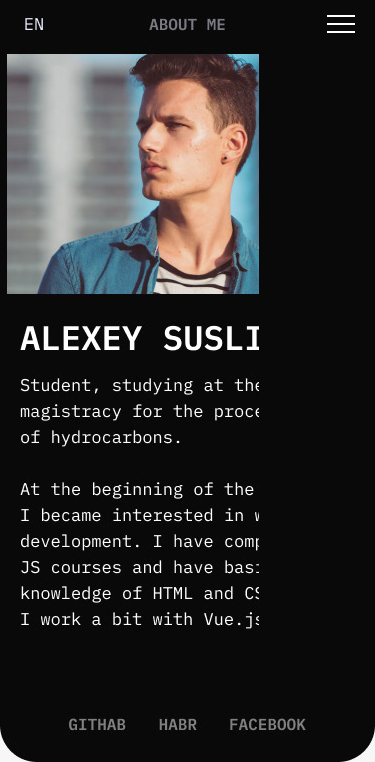 EN ABOUT ME
ALEXEY SUSLI
Student, studying at the
magistracy for the proce
of hydrocarbons.
At the beginning of the
I became interested in w
development. I have comp
JS courses and have basi
knowledge of HTML and CS
I work a bit with Vue.js
GITHAB HABR FACEBOOK